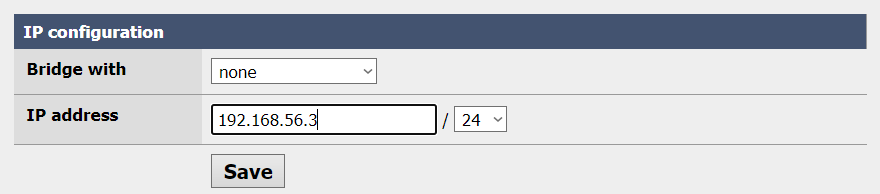 IP configuration
Bridge with none
IP address 192.168.56.3 / 24
Save